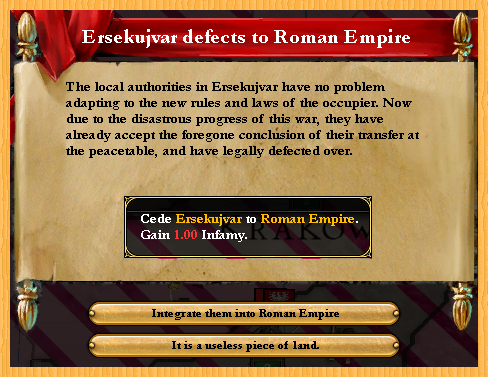 Ersekujvar defects to Roman Empire
The local authorities in Ersekujvar have no problem
adapting to the new rules and laws of the occupier. Now
due to the disastrous progress of this war, they have
already accept the foregone conclusion of their transfer at
the peacetable, and have legally defected over.
Cede Ersekujvar to Roman Empire.
Gain 1.00 Infamy.
RAKOW
Integrate them into Roman Empire
It is a useless piece of land.